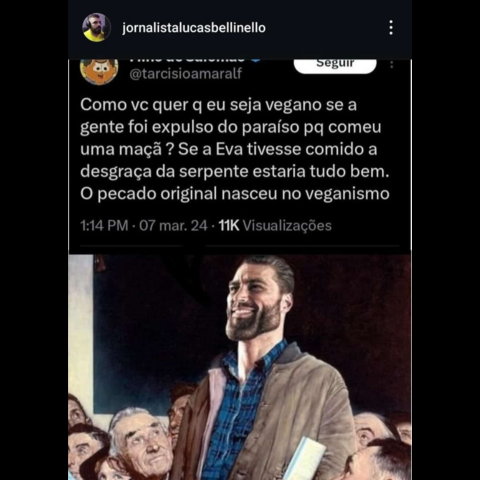 jornalistalucasbellinello
Seguir
@tarcisioamaralf
Como vc quer q eu seja vegano se a
gente foi expulso do paraíso pq comeu
uma maçã ? Se a Eva tivesse comido a
desgraça da serpente estaria tudo bem.
O pecado original nasceu no veganismo
1:14 PM · 07 mar. 24 · 11K Visualizações